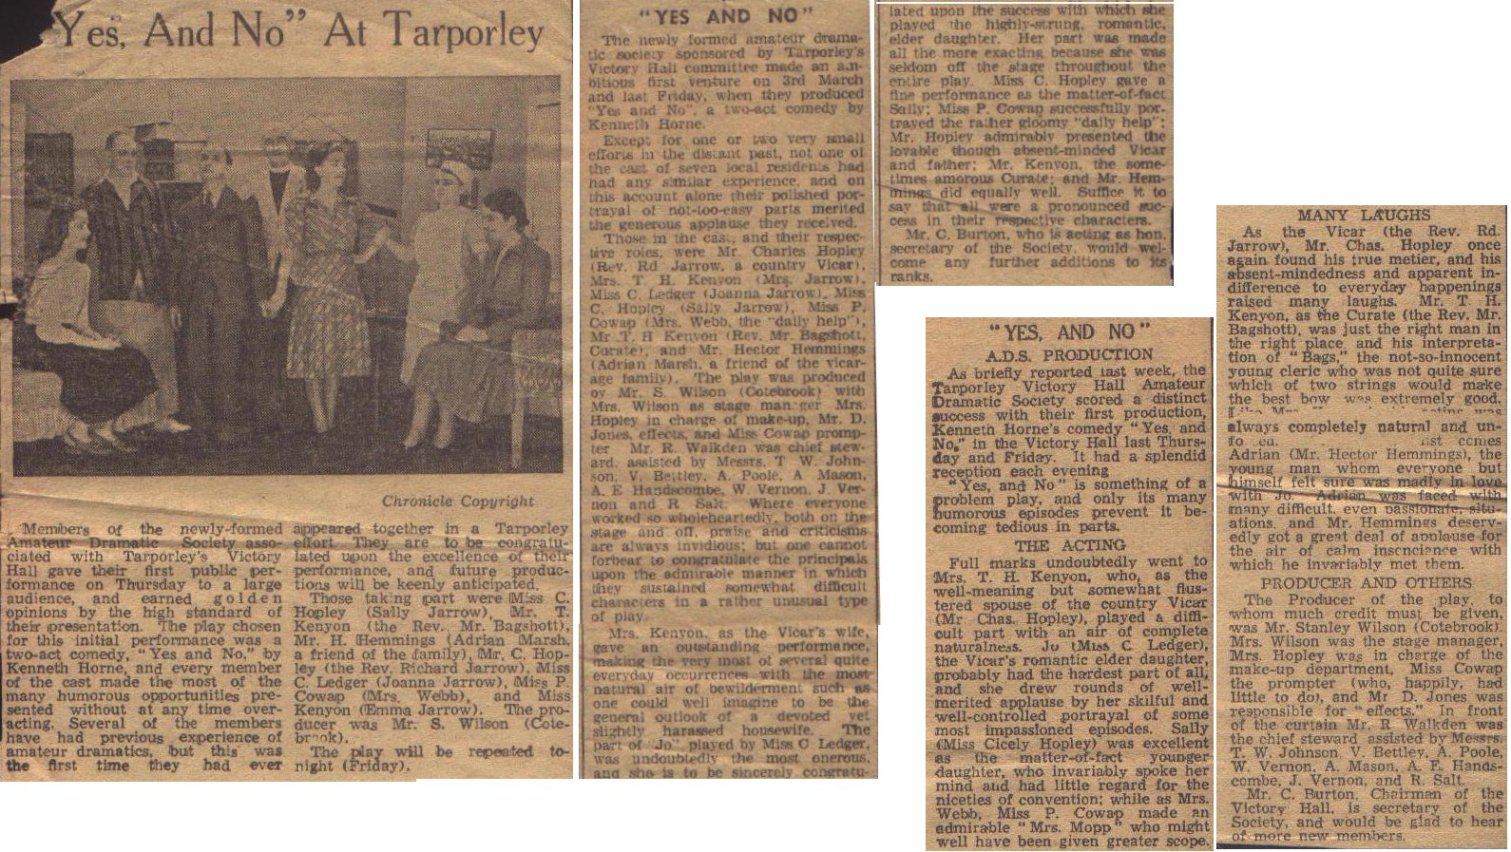 Yes, And No" At Tarporley
Chronicle Copyright
Members of the newly-formed
Amateur Dramatic Society asso-
ciated with Tarporley's Victory
Hall gave their first public per-
formance on Thursday to a large
audience, and earned golden
opinions by the high standard of
their presentation. The play chosen
for this initial performance was a
two-act comedy, "Yes and No," by
Kenneth Horne, and every member
of the cast made the most of the
many humorous opportunities pre-
sented without at any time over-
acting. Several of the members
have had previous experience of
amateur dramatics, but this was
the first time they had ever
appeared together in a Tarporley
effort. They are to be congratu-
lated upon the excellence of their
performance, and future produc-
tions will be keenly anticipated.
Those taking part were Miss C.
Hopley (Sally Jarrow), Mr. T.
Kenyon (the Rev. Mr. Bagshott),
Mr. H. Hemmings (Adrian Marsh,
a friend of the family), Mr. C. Hop-
ley (the Rev. Richard Jarrow), Miss
C. Ledger (Joanna Jarrow), Miss P.
Cowap (Mrs. Webb), and Miss
Kenyon (Emma Jarrow). The pro-
ducer was Mr. S. Wilson (Cote-
brook).
The play will be repeated to-
night (Friday).
"YES AND NO"
The newly formed amateur drama-
tic society sponsored by Tarporley's
Victory Hall committee made an am-
bitious first venture on 3rd March
and last Friday, when they produced
"Yes and No", a two-act comedy by
Kenneth Horne.
Except for one or two very small
efforts in the distant past, not one of
the cast of seven local residents had
had any similar experience, and on
this account alone their polished por-
trayal of not-too-easy parts merited
the generous applause they received.
Those in the cast, and their respec-
tive roles, were Mr. Charles Hopley
(Rev. Rd Jarrow, a country Vicar),
Mrs. T. H. Kenyon (Mrs. Jarrow),
Miss C. Ledger (Joanna Jarrow), Miss
C. Hopley (Sally Jarrow), Miss P.
Cowap (Mrs. Webb, the "daily help"),
Mr. T. H Kenyon (Rev. Mr. Bagshott,
Curate), and Mr. Hector Hemmings
(Adrian Marsh, a friend of the vicar-
age family). The play was produced
by Mr. S. Wilson (Cotebrook) with
Mrs. Wilson as stage manager Mrs.
Hopley in charge of make-up, Mr. D.
Jones, effects, and Miss Cowap promp-
ter Mr. R. Walkden was chief stew-
ard, assisted by Messrs. T. W. John-
son, V. Bettley, A. Poole, A Mason,
A. E Handscombe, W. Vernon, J. Ver-
non and R. Salt. Where everyone
worked so wholeheartedly, both on the
stage and off, praise and criticisms
are always invidious; but one cannot
forbear to congratulate the principals
upon the admirable manner in which
they sustained somewhat difficult
characters in a rather unusual type
of play.
Mrs. Kenyon, as the Vicar's wife,
gave an outstanding performance,
making the very most of several quite
everyday occurrences with the most
natural air of bewilderment such as
one could well imagine to be the
general outlook of a devoted yet
slightly harassed housewife. The
part of "Jo", played by Miss C Ledger,
was undoubtedly the most onerous,
and she is to be sincerely congratu-
lated upon the success with which she
played the highly-strung, romantic,
elder daughter. Her part was made
all the more exacting because she was
seldom off the stage throughout the
entire play. Miss C. Hopley gave a
fine performance as the matter-of-fact
Sally; Miss P. Cowap successfully por-
trayed the rather gloomy "daily help";
Mr. Hopley admirably presented the
lovable though absent-minded Vicar
and father; Mr. Kenyon, the some-
times amorous Curate; and Mr. Hem-
mings did equally well. Suffice it to
say that all were a pronounced suc-
cess in their respective characters.
Mr. C. Burton, who is acting as hon.
secretary of the Society, would wel-
come any further additions to its
ranks.
"YES, AND NO"
A.D.S. PRODUCTION
As briefly reported last week, the
Tarporley Victory Hall Amateur
Dramatic Society scored a distinct
success with their first production,
Kenneth Horne's comedy "Yes, and
No," in the Victory Hall last Thurs-
day and Friday. It had a splendid
reception each evening
"Yes, and No" is something of a
problem play, and only its many
humorous episodes prevent it be-
coming tedious in parts.
THE ACTING
Full marks undoubtedly went to
Mrs. T. H. Kenyon, who, as the
well-meaning but somewhat flus-
tered spouse of the country Vicar
(Mr Chas. Hopley), played a diffi-
cult part with an air of complete
naturalness. Jo (Miss C Ledger),
the Vicar's romantic elder daughter,
probably had the hardest part of all,
and she drew rounds of well-
merited applause by her skilful and
well-controlled portrayal of some
most impassioned episodes. Sally
(Miss Cicely Hopley) was excellent
as the matter-of-fact younger
daughter, who invariably spoke her
mind and had little regard for the
niceties of convention; while as Mrs.
Webb, Miss P. Cowap made an
admirable "Mrs. Mopp" who might
well have been given greater scope.
MANY LAUGHS
As the Vicar (the Rev. Rd.
Jarrow), Mr. Chas. Hopley once
again found his true metier, and his
absent-mindedness and apparent in-
difference to everyday happenings
raised many laughs. Mr. T. H.
Kenyon, as the Curate (the Rev. Mr.
Bagshott), was just the right man in
the right place, and his interpreta-
tion of "Bags," the not-so-innocent
young cleric who was not quite sure
which of two strings would make
the best bow was extremely good.
was
always completely natural and un-
comes
Adrian (Mr. Hector Hemmings), the
young man whom everyone but
himself felt sure was madly in love
with Jo. Adrian was faced with
many difficult, even passionate, situ-
ations, and Mr. Hemmings deserv-
edly got a great deal of applause for
the air of calm insenciance with
which he invariably met them.
PRODUCER AND OTHERS
The Producer of the play, to
whom much credit must be given,
was Mr. Stanley Wilson (Cotebrook).
Mrs. Wilson was the stage manager,
Mrs. Hopley was in charge of the
make-up department, Miss Cowap
the prompter (who, happily, had
little to do), and Mr D. Jones was
responsible for "effects." In front
of the curtain Mr. R Walkden was
the chief steward assisted by Messrs.
T. W. Johnson, V. Bettley, A. Poole,
W. Vernon, A. Mason, A. E. Hands-
combe, J. Vernon, and R. Salt.
Mr. C. Burton, Chairman of the
Victory Hall, is secretary of the
Society, and would be glad to hear
of more new members.